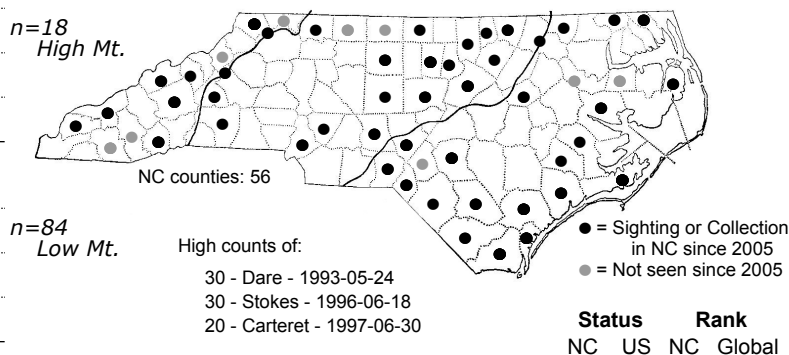 n=18
High Mt.
NC counties: 56
n=84
Low Mt.
High counts of:
30 - Dare - 1993-05-24
30 - Stokes - 1996-06-18
20 - Carteret - 1997-06-30
● = Sighting or Collection
in NC since 2005
● = Not seen since 2005
Status Rank
NC US NC Global